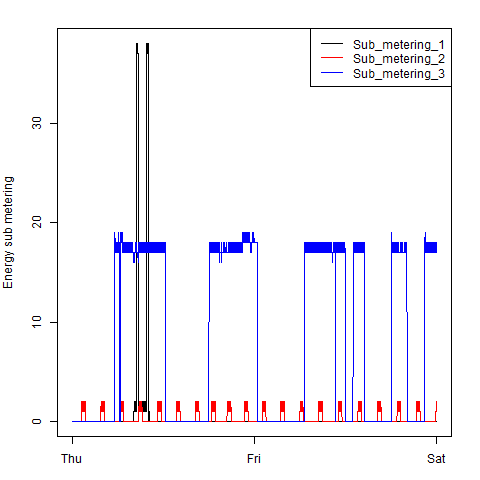 Sub_metering_1
Sub_metering_2
Sub_metering_3
Energy sub metering
30
20
10
0
Thu Fri Sat